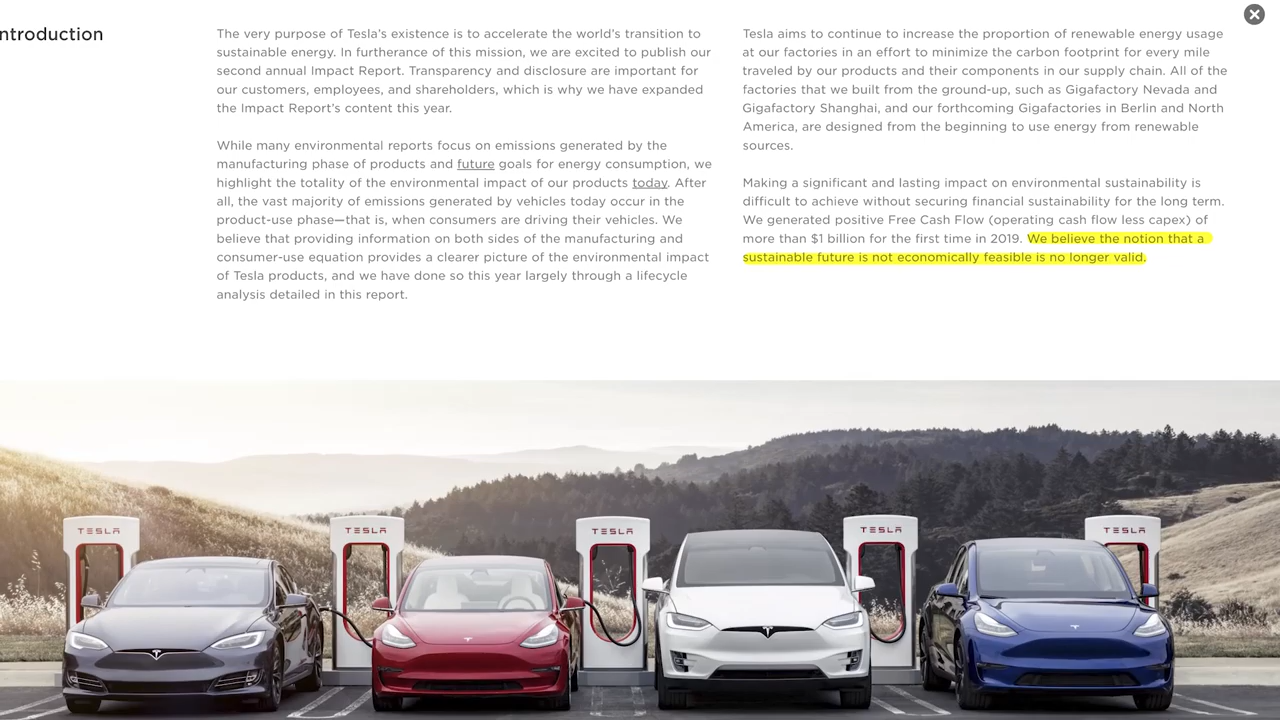 ntroduction
The very purpose of Tesla’s existence is to accelerate the world’s transition to
sustainable energy. In furtherance of this mission, we are excited to publish our
second annual Impact Report. Transparency and disclosure are important for
our customers, employees, and shareholders, which is why we have expanded
the Impact Report’s content this year.
While many environmental reports focus on emissions generated by the
manufacturing phase of products and future goals for energy consumption, we
highlight the totality of the environmental impact of our products today. After
all, the vast majority of emissions generated by vehicles today occur in the
product-use phase—that is, when consumers are driving their vehicles. We
believe that providing information on both sides of the manufacturing and
consumer-use equation provides a clearer picture of the environmental impact
of Tesla products, and we have done so this year largely through a lifecycle
analysis detailed in this report.
Tesla aims to continue to increase the proportion of renewable energy usage
at our factories in an effort to minimize the carbon footprint for every mile
traveled by our products and their components in our supply chain. All of the
factories that we built from the ground-up, such as Gigafactory Nevada and
Gigafactory Shanghai, and our forthcoming Gigafactories in Berlin and North
America, are designed from the beginning to use energy from renewable
sources.
Making a significant and lasting impact on environmental sustainability is
difficult to achieve without securing financial sustainability for the long term.
We generated positive Free Cash Flow (operating cash flow less capex) of
more than $1 billion for the first time in 2019. We believe the notion that a
sustainable future is not economically feasible is no longer valid.
TESLA
TESLA
TESLA
TESLA
TESLA